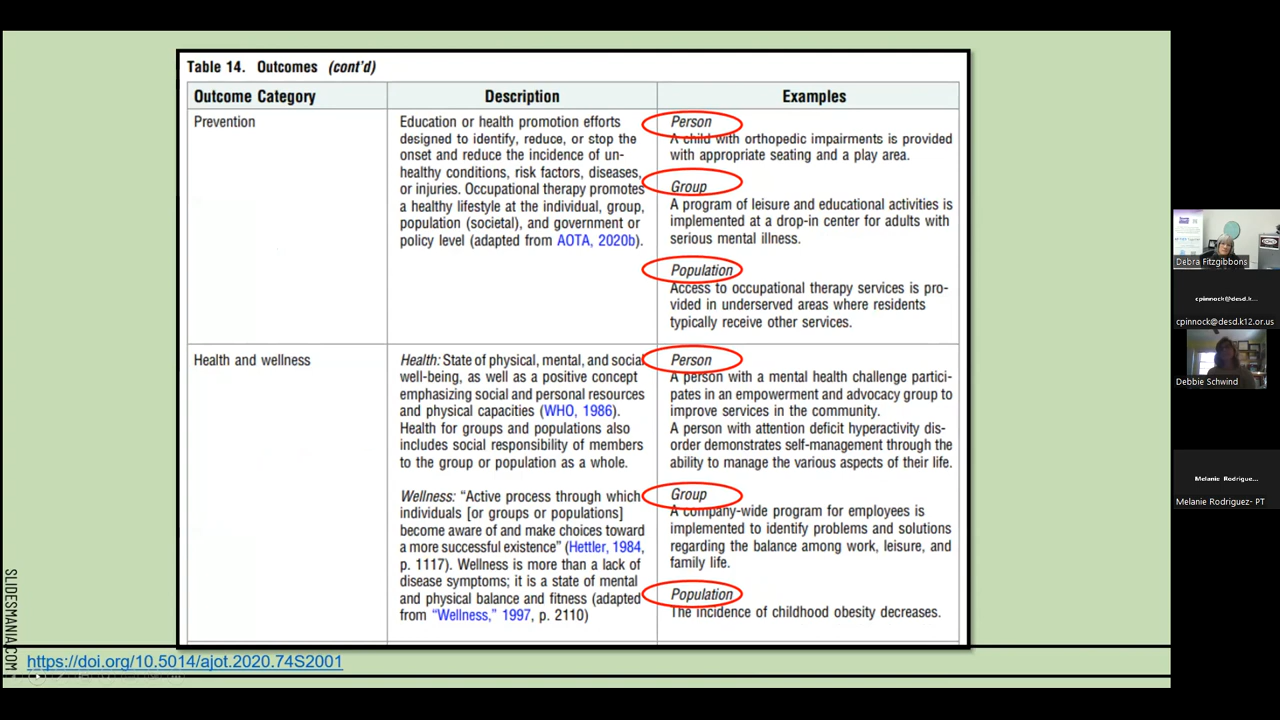 Table 14. Outcomes (cont'd)
Outcome Category
Description
Examples
Prevention
Education or health promotion efforts
designed to identify, reduce, or stop the
onset and reduce the incidence of un-
healthy conditions, risk factors, diseases,
or injuries. Occupational therapy promotes
a healthy lifestyle at the individual, group,
population (societal), and government or
policy level (adapted from AOTA, 2020b).
Person
A child with orthopedic impairments is provided
with appropriate seating and a play area.
Group
A program of leisure and educational activities is
implemented at a drop-in center for adults with
serious mental illness.
Population
Access to occupational therapy services is pro-
vided in underserved areas where residents
typically receive other services.
Health and wellness
Health: State of physical, mental, and social
well-being, as well as a positive concept
emphasizing social and personal resources
and physical capacities (WHO, 1986).
Health for groups and populations also
includes social responsibility of members
to the group or population as a whole.
Wellness: “Active process through which
individuals [or groups or populations]
become aware of and make choices toward
a more successful existence” (Hettler, 1984,
p. 1117). Wellness is more than a lack of
disease symptoms; it is a state of mental
and physical balance and fitness (adapted
from “Wellness,” 1997, p. 2110)
Person
A person with a mental health challenge partici-
pates in an empowerment and advocacy group to
improve services in the community.
A person with attention deficit hyperactivity dis-
order demonstrates self-management through the
ability to manage the various aspects of their life.
Group
A company-wide program for employees is
implemented to identify problems and solutions
regarding the balance among work, leisure, and
family life.
Population
The incidence of childhood obesity decreases.
SLIDESMANIA.COM
https://doi.org/10.5014/ajot.2020.74S2001
Debra Fitzgibbons
cpinnock@desd.k...
cpinnock@desd.k12.or.us
Debbie Schwind
Melanie Rodrigue...
Melanie Rodriguez- PT